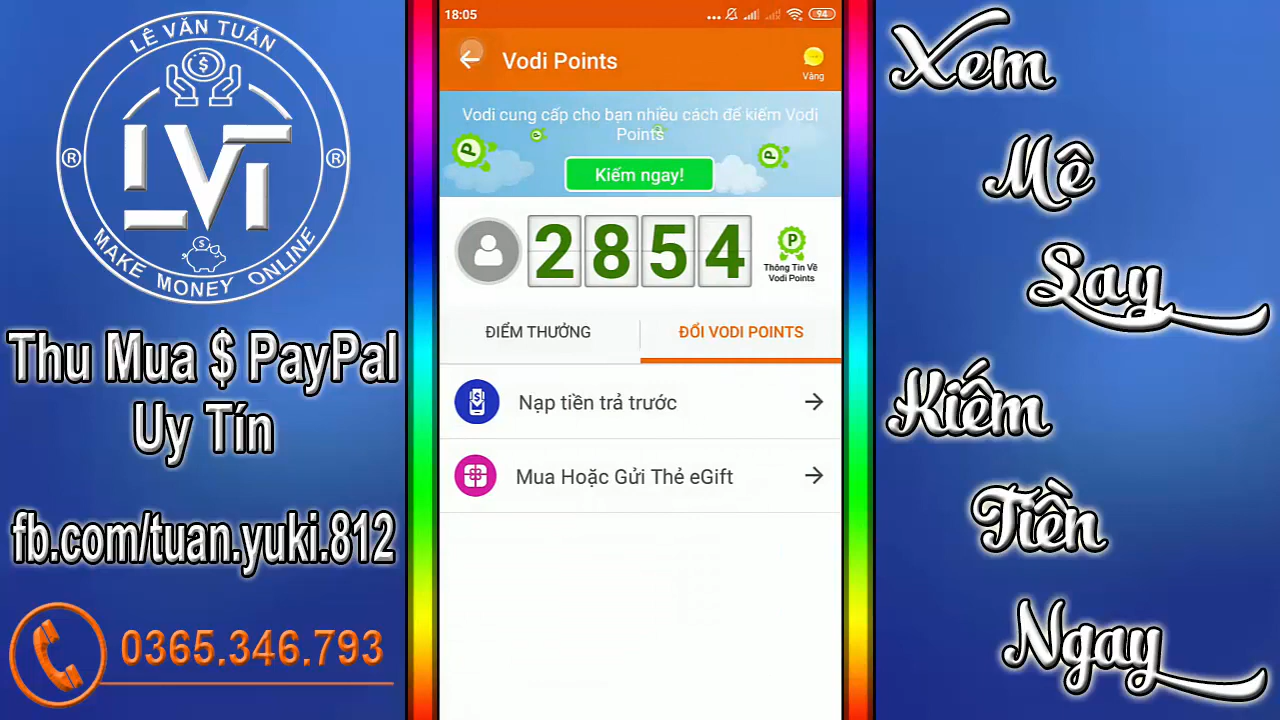 LÊ VĂN TUẤN
LVT
®
®
MAKE MONEY ONLINE
Thu Mua $ PayPal
Uy Tín
fb.com/tuan.yuki.812
0365.346.793
18:05
94
Vodi Points
Vàng
Vodi cung cấp cho bạn nhiều cách để kiếm Vodi
Points
Kiếm ngay!
2854
Thông Tin Về
Vodi Points
ĐIỂM THƯỞNG
ĐỔI VODI POINTS
Nạp tiền trả trước
Mua Hoặc Gửi Thẻ eGift
Xem
Mê
Say
Kiếm
Tiền
Ngay